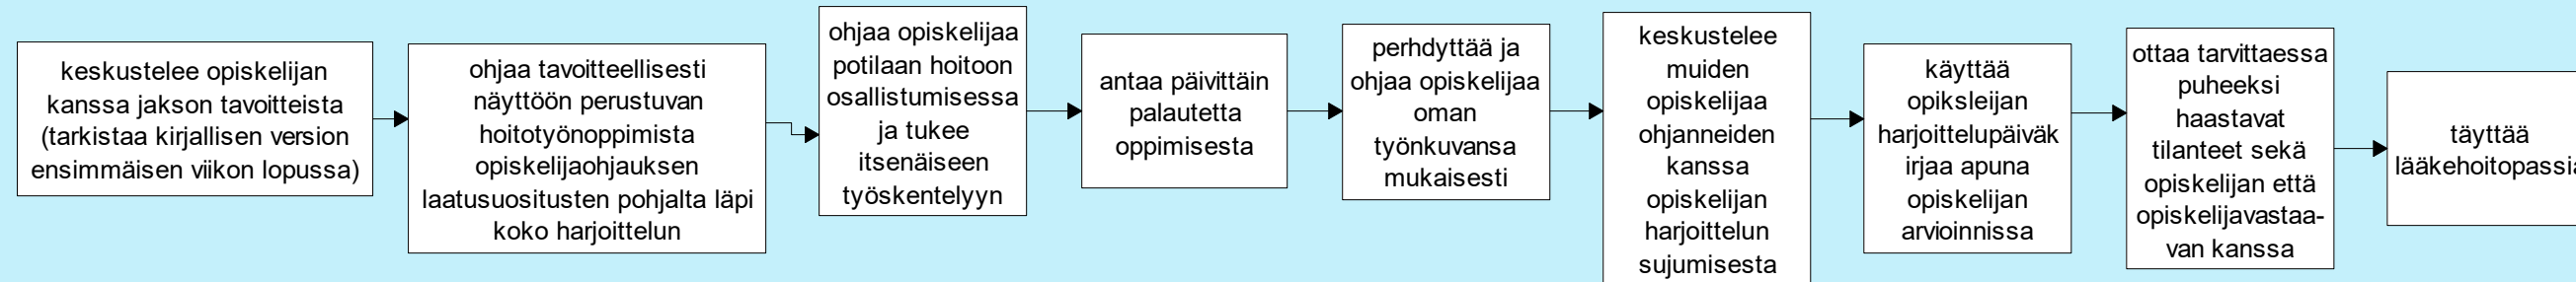 keskustelee opiskelijan
kanssa jakson tavoitteista
(tarkistaa kirjallisen version
ensimmäisen viikon lopussa)
ohjaa tavoitteellisesti
näyttöön perustuvan
hoitotyönoppimista
opiskelijaohjauksen
laatusuositusten pohjalta läpi
koko harjoittelun
ohjaa opiskelijaa
potilaan hoitoon
osallistumisessa
ja tukee
itsenäiseen
työskentelyyn
antaa päivittäin
palautetta
oppimisesta
perhdyttää ja
ohjaa opiskelijaa
oman
työnkuvansa
mukaisesti
keskustelee
muiden
opiskelijaa
ohjanneiden
kanssa
opiskelijan
harjoittelun
sujumisesta
käyttää
opiksleijan
harjoittelupäiväk
irjaa apuna
opiskelijan
arvioinnissa
ottaa tarvittaessa
puheeksi
haastavat
tilanteet sekä
opiskelijan että
opiskelijavastaa-
van kanssa
täyttää
lääkehoitopassia